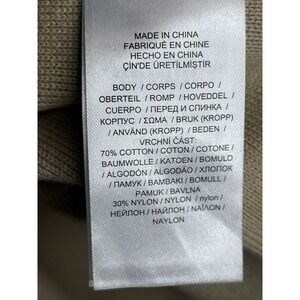 MADE IN CHINA
FABRIQUÉ EN CHINE
HECHO EN CHINA
ÇİN'DE ÜRETİLMİŞTİR
BODY / CORPS / CORPO /
OBERTEIL / ROMP / HOVEDDEL /
CUERPO / ПЕРЕД И СПИНКА /
КОРПУС / ΣΩΜΑ / BRUK (KROPP)
/ ANVÄND (KROPP) / BEDEN /
VRCHNÍ ČÁST:
70% COTTON / COTON / COTONE /
BAUMWOLLE / KATOEN / BOMULD
/ ALGODÓN / ALGODÃO / ХЛОПОК
/ ПАМУК / ΒΑΜΒΑΚΙ / BOMULL /
PAMUK / BAVLNA
30% NYLON / NYLON / nylon /
НЕЙЛОН / НАЙЛОН / ΝΑΪΛΟΝ /
NAYLON